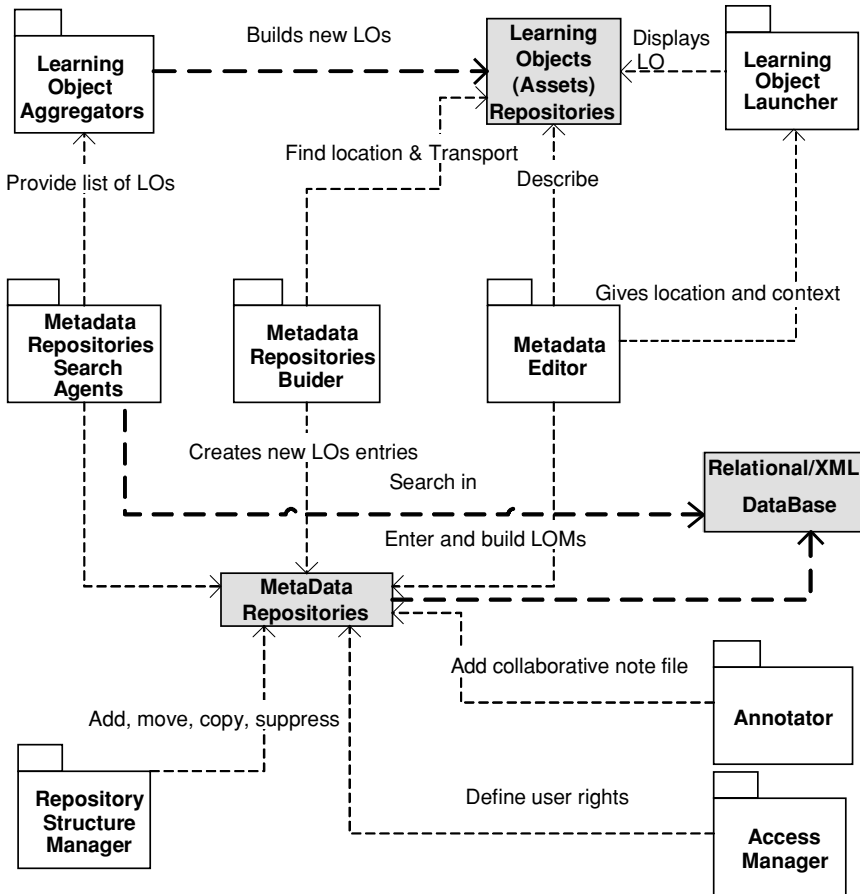 Builds new LOs
Learning
Object
Aggregators
Learning
Objects
(Assets)
Repositories
Displays
LO
Learning
Object
Launcher
Find location & Transport
Provide list of LOs
Describe
Gives location and context
Metadata
Repositories
Search
Agents
Metadata
Repositories
Buider
Metadata
Editor
Creates new LOs entries
Search in
Relational/XML
DataBase
Enter and build LOMs
MetaData
Repositories
Add collaborative note file
Annotator
Add, move, copy, suppress
Repository
Structure
Manager
Define user rights
Access
Manager